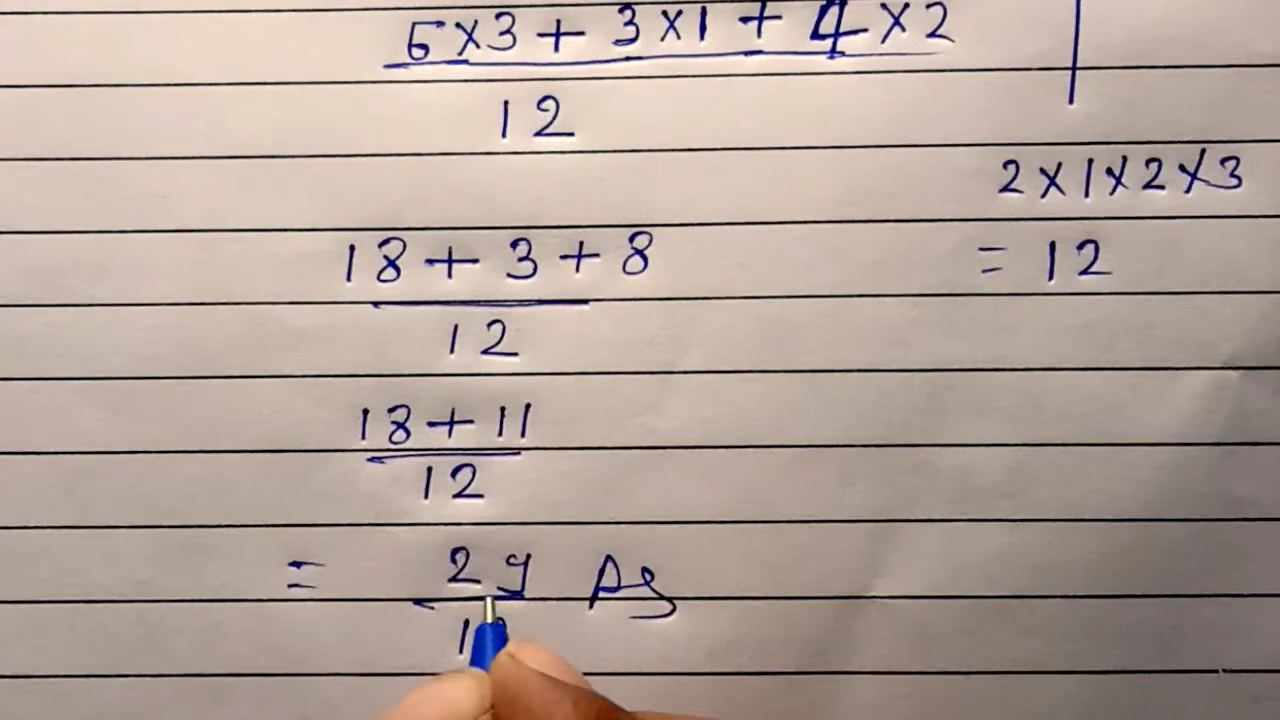 6×3 + 3×1 + 4×2
12
2×1×2×3
= 12
18 + 3 + 8
12
18 + 11
12
= 29